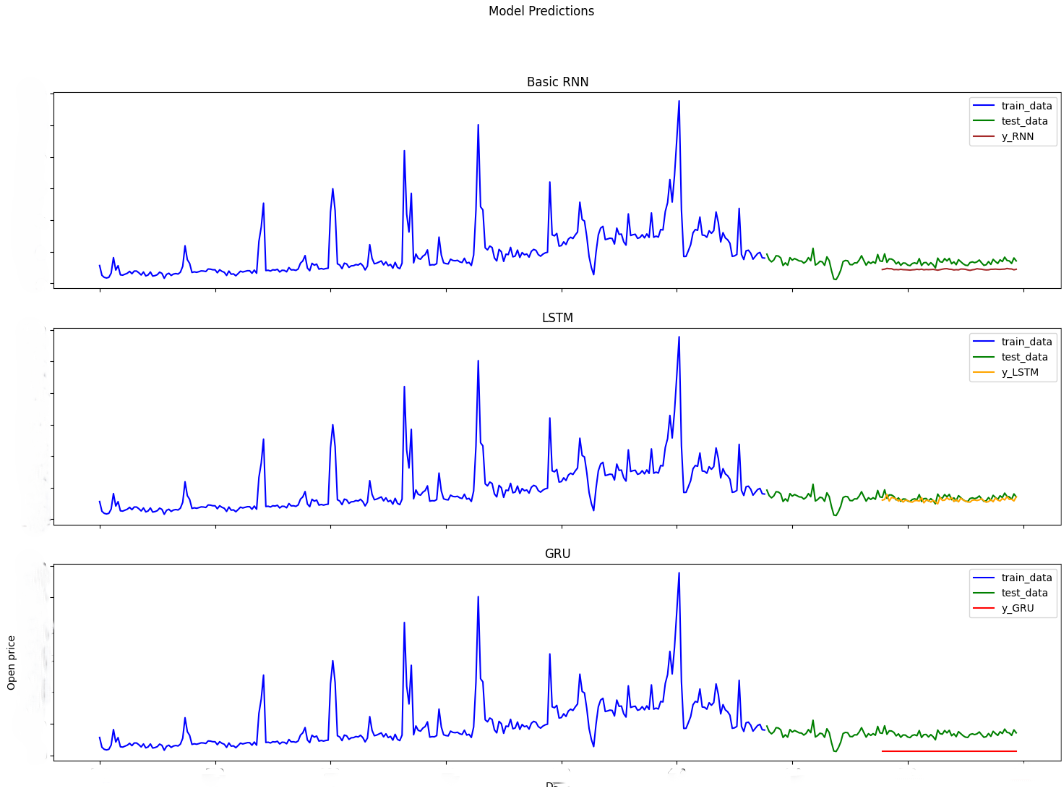 Model Predictions
Basic RNN
train_data
test_data
y_RNN
LSTM
train_data
test_data
y_LSTM
GRU
train_data
test_data
y_GRU
Open price